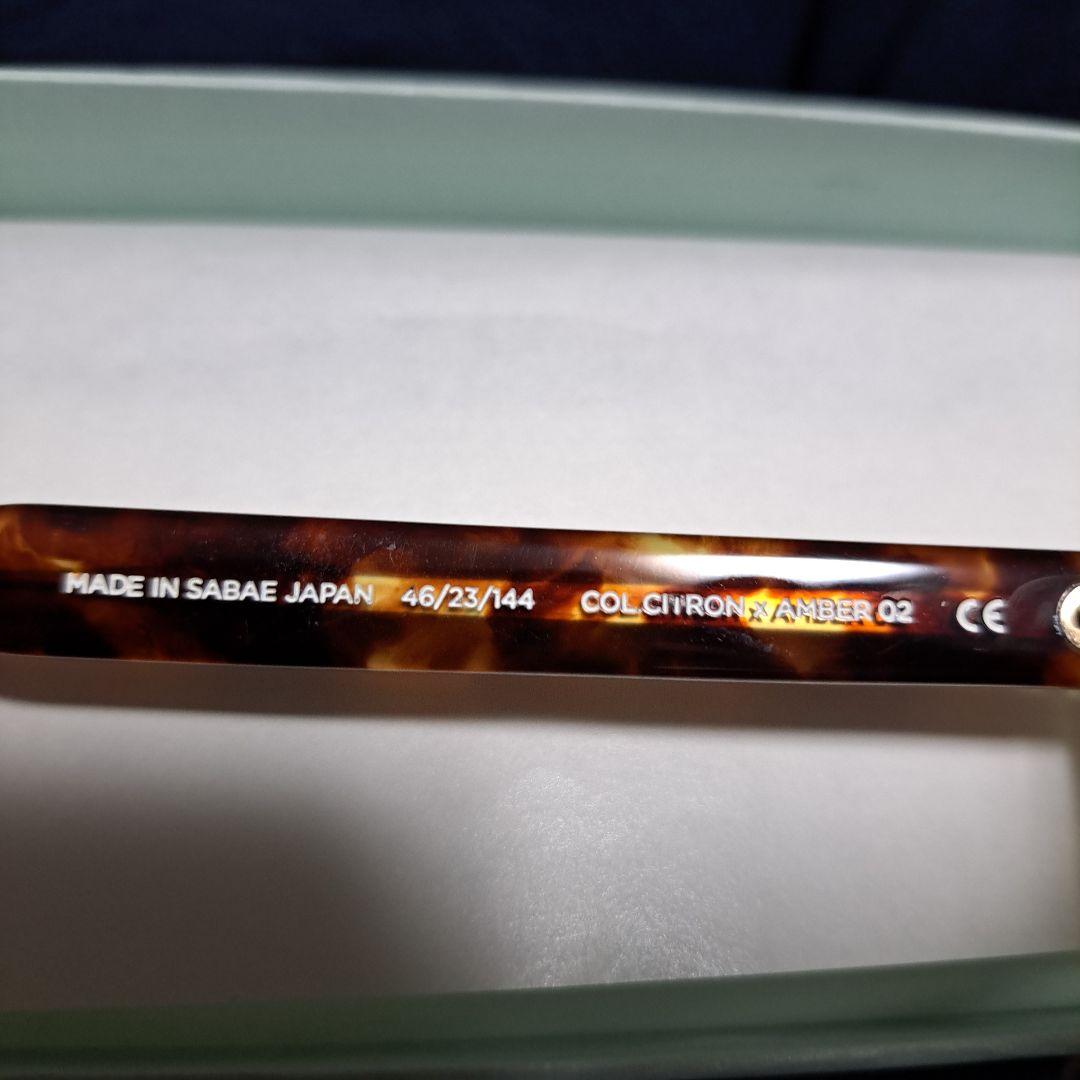 MADE IN SABAE JAPAN 46/23/144 COL.CITRON x AMBER 02 CE